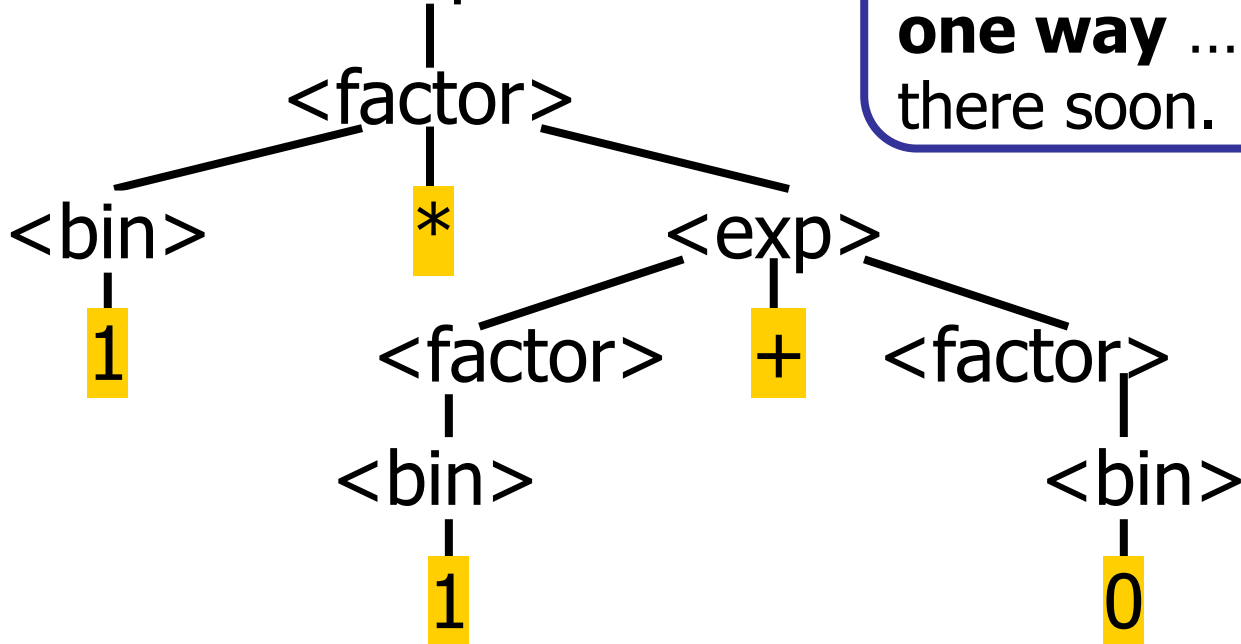 one way ...
there soon.
<factor>
<bin> * <exp>
1 <factor> + <factor>
<bin> <bin>
1 0